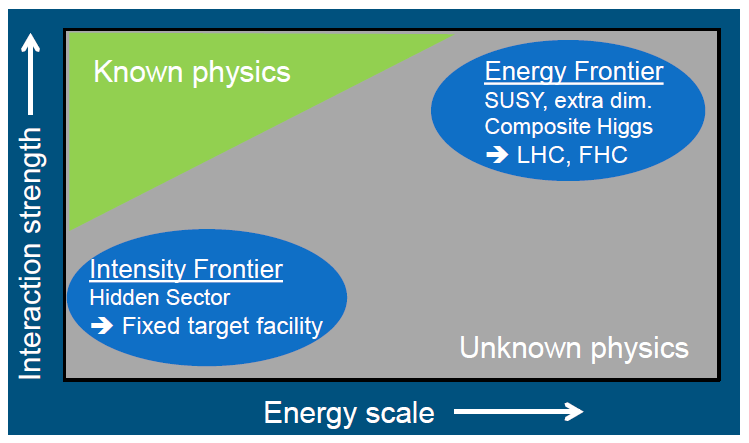 Known physics
Energy Frontier
SUSY, extra dim.
Composite Higgs
➔ LHC, FHC
Interaction strength
Intensity Frontier
Hidden Sector
➔ Fixed target facility
Unknown physics
Energy scale